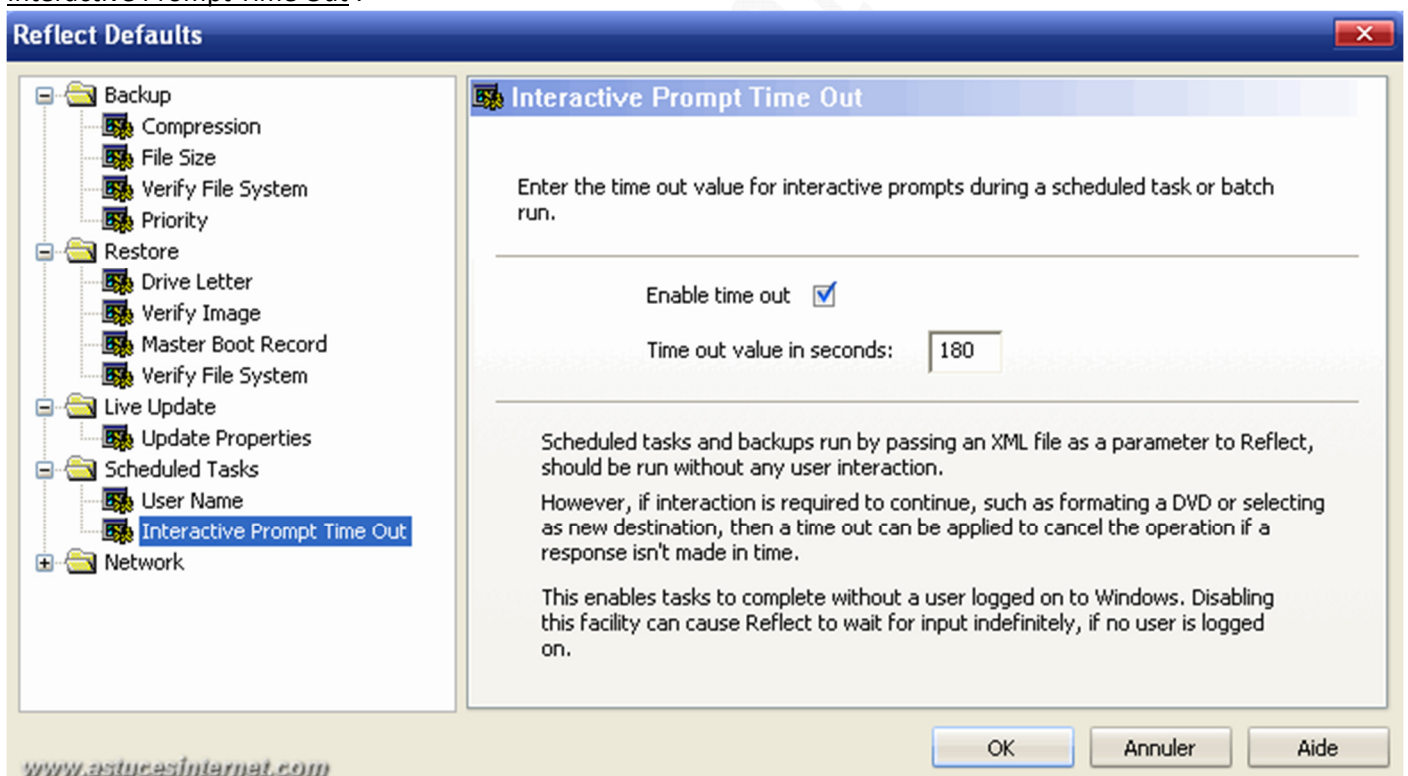 Interactive Prompt Time Out :
Reflect Defaults
Backup
Compression
File Size
Verify File System
Priority
Restore
Drive Letter
Verify Image
Master Boot Record
Verify File System
Live Update
Update Properties
Scheduled Tasks
User Name
Interactive Prompt Time Out
Network
Interactive Prompt Time Out
Enter the time out value for interactive prompts during a scheduled task or batch
run.
Enable time out
Time out value in seconds: 180
Scheduled tasks and backups run by passing an XML file as a parameter to Reflect,
should be run without any user interaction.
However, if interaction is required to continue, such as formating a DVD or selecting
as new destination, then a time out can be applied to cancel the operation if a
response isn't made in time.
This enables tasks to complete without a user logged on to Windows. Disabling
this facility can cause Reflect to wait for input indefinitely, if no user is logged
on.
OK Annuler Aide
www.astucesinternet.com